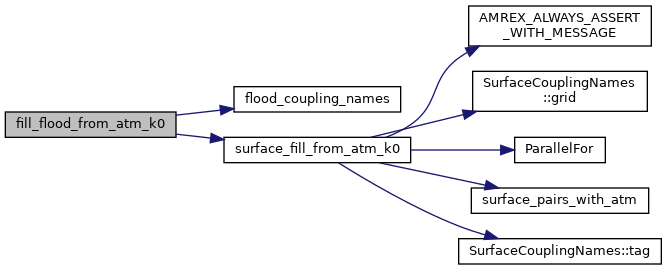 fill_flood_from_atm_k0
flood_coupling_names
surface_fill_from_atm_k0
AMREX_ALWAYS_ASSERT
_WITH_MESSAGE
SurfaceCouplingNames
::grid
ParallelFor
surface_pairs_with_atm
SurfaceCouplingNames::tag